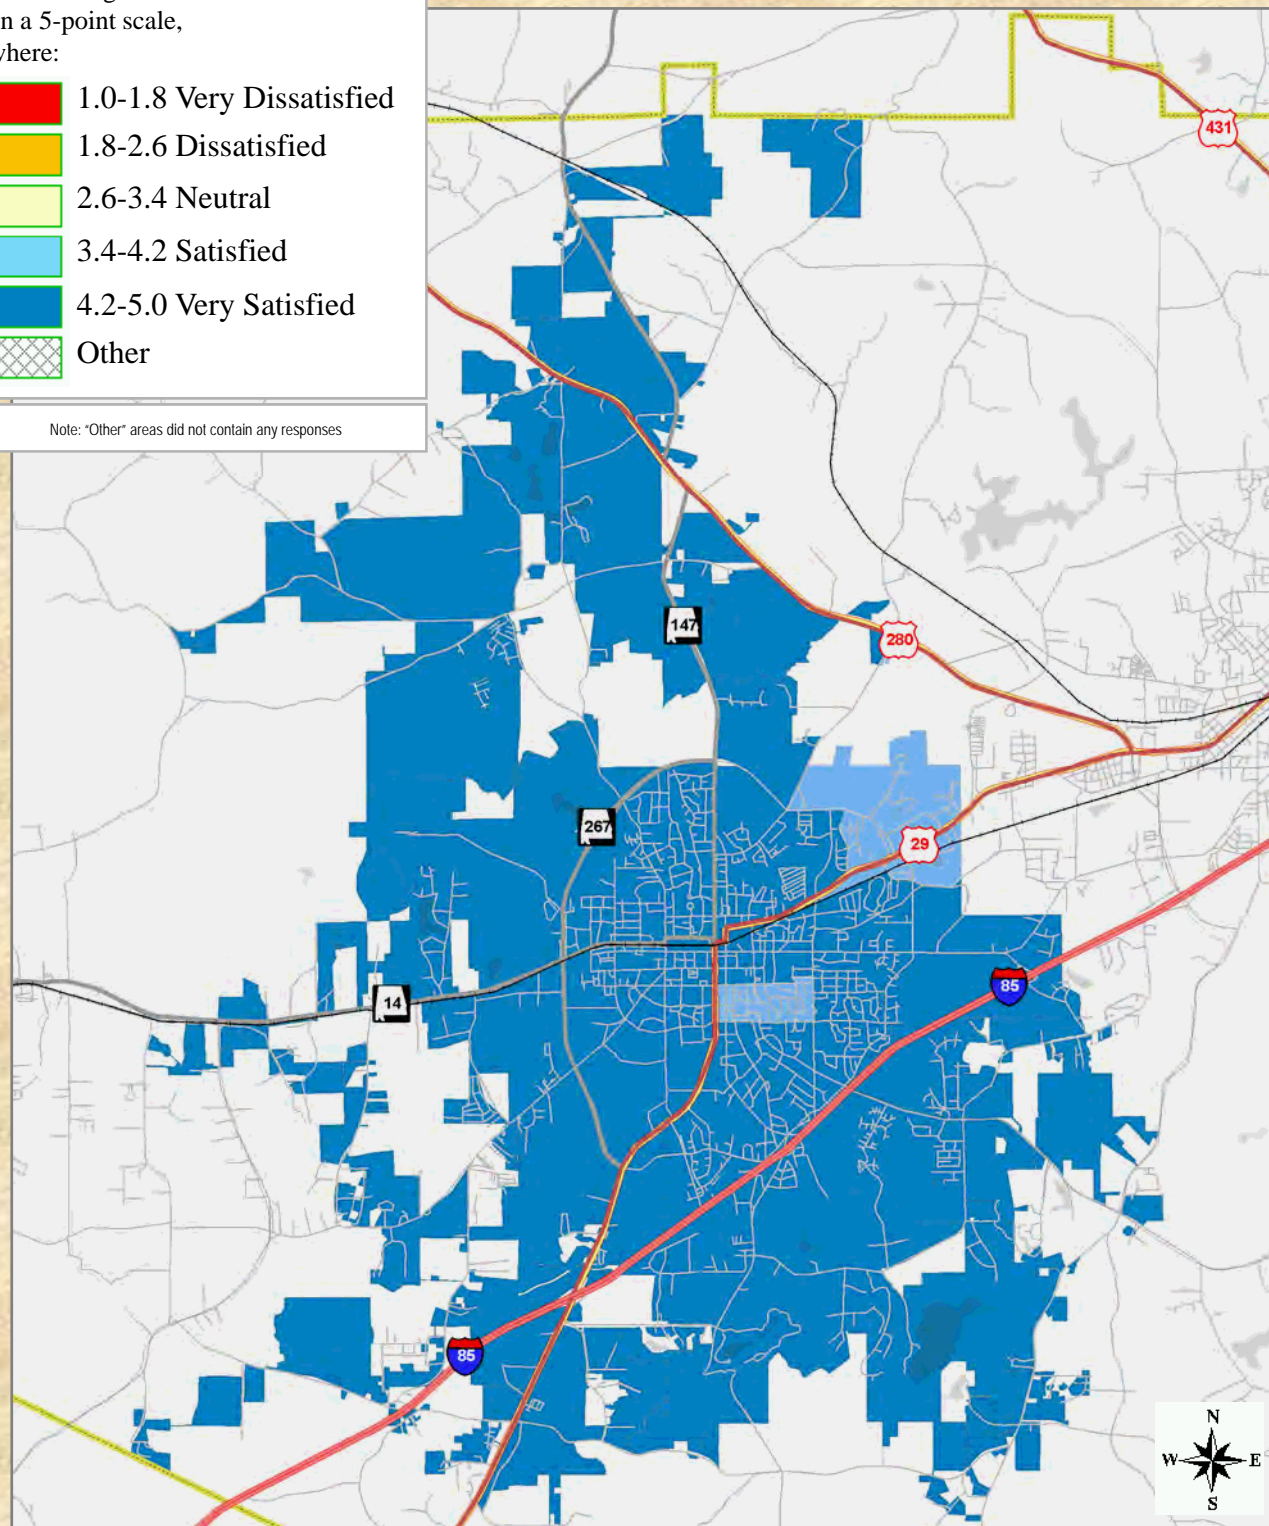 n a 5-point scale,
where:
1.0-1.8 Very Dissatisfied
1.8-2.6 Dissatisfied
2.6-3.4 Neutral
3.4-4.2 Satisfied
4.2-5.0 Very Satisfied
Other
Note: "Other" areas did not contain any responses
431
147
280
267
29
85
14
85
N
W E
S